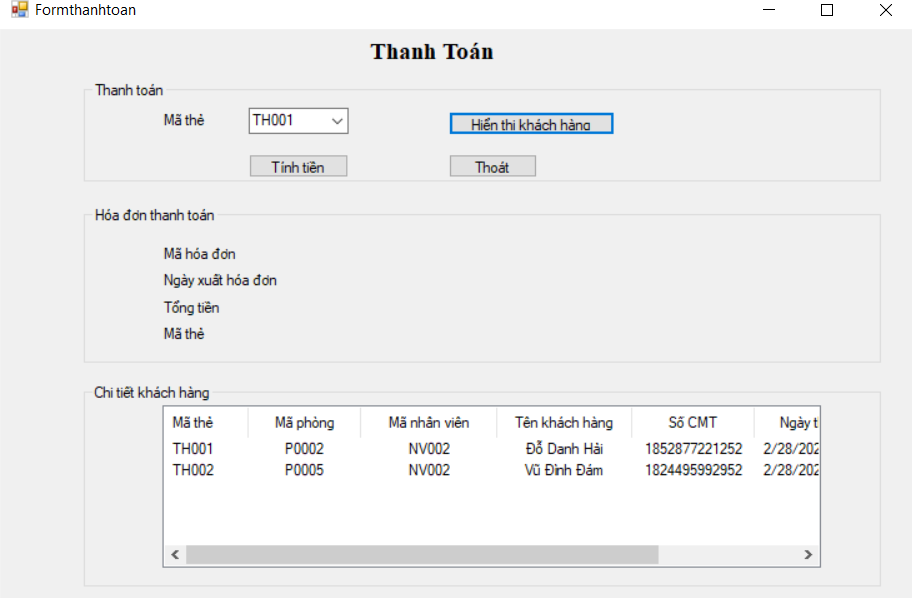 Formthanhtoan
Thanh Toán
Thanh toán
Mã thẻ TH001 Hiển thị khách hàng
Tính tiền Thoát
Hóa đơn thanh toán
Mã hóa đơn
Ngày xuất hóa đơn
Tổng tiền
Mã thẻ
Chi tiết khách hàng
Mã thẻ Mã phòng Mã nhân viên Tên khách hàng Số CMT Ngày t
TH001 P0002 NV002 Đỗ Danh Hải 1852877221252 2/28/202
TH002 P0005 NV002 Vũ Đình Đám 1824495992952 2/28/202